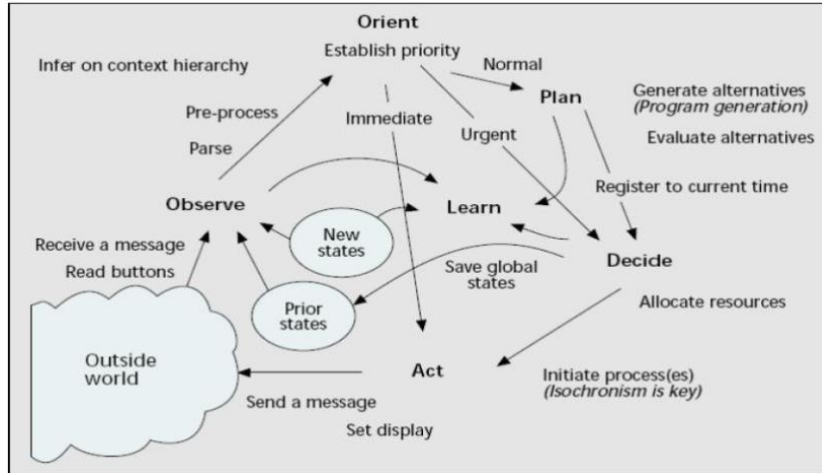 Orient
Establish priority
Infer on context hierarchy
Normal
Plan
Generate alternatives
(Program generation)
Pre-process
Immediate
Urgent
Evaluate alternatives
Parse
Register to current time
Observe
Learn
New
states
Receive a message
Read buttons
Save global
states
Decide
Prior
states
Allocate resources
Outside
world
Act
Initiate process(es)
(Isochronism is key)
Send a message
Set display